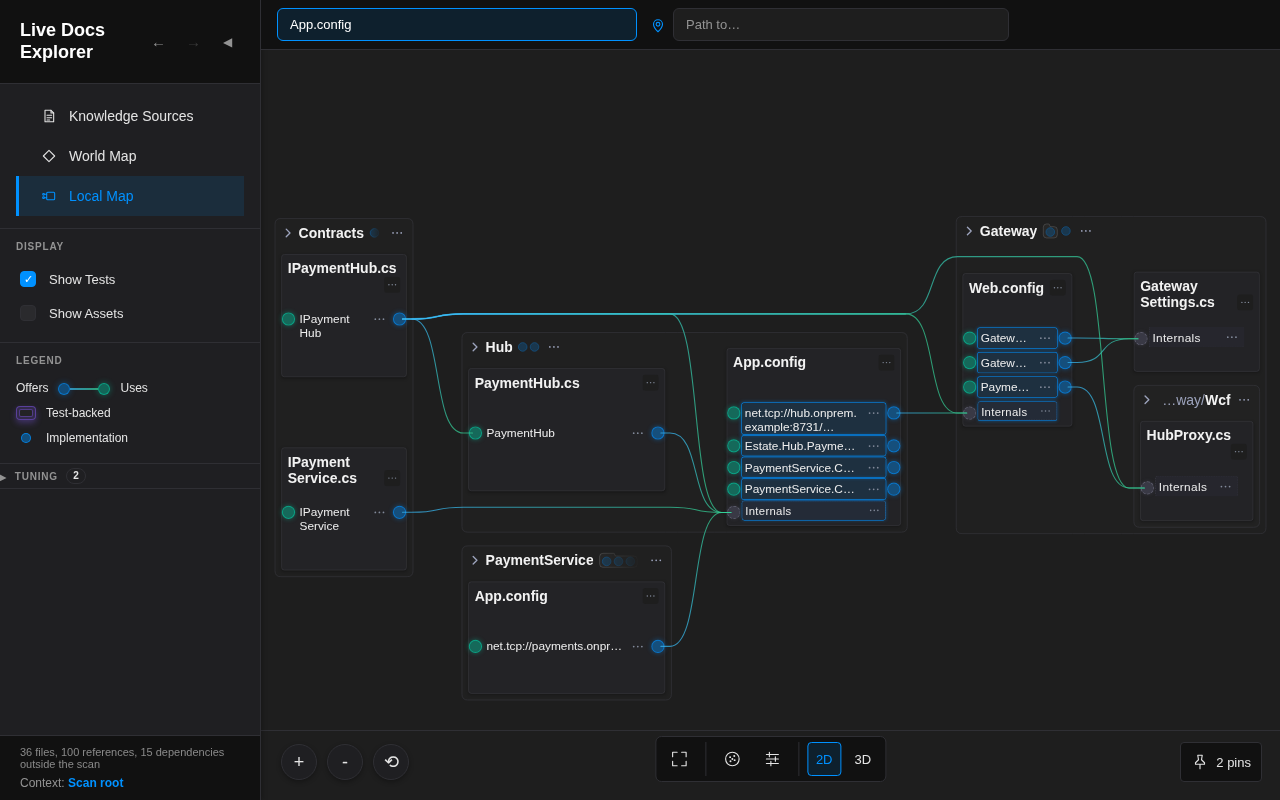 Live Docs
Explorer
Knowledge Sources
World Map
Local Map
DISPLAY
Show Tests
Show Assets
LEGEND
Offers
Uses
Test-backed
Implementation
TUNING 2
36 files, 100 references, 15 dependencies
outside the scan
Context: Scan root
App.config
Path to…
Contracts
IPaymentHub.cs
IPayment
Hub
IPayment
Service.cs
IPayment
Service
Hub
PaymentHub.cs
PaymentHub
App.config
net.tcp://hub.onprem.
example:8731/…
Estate.Hub.Payme…
PaymentService.C…
PaymentService.C…
Internals
PaymentService
App.config
net.tcp://payments.onpr…
Gateway
Web.config
Gatew…
Gatew…
Payme…
Internals
Gateway
Settings.cs
Internals
…way/Wcf
HubProxy.cs
Internals
+
-
2D
3D
2 pins